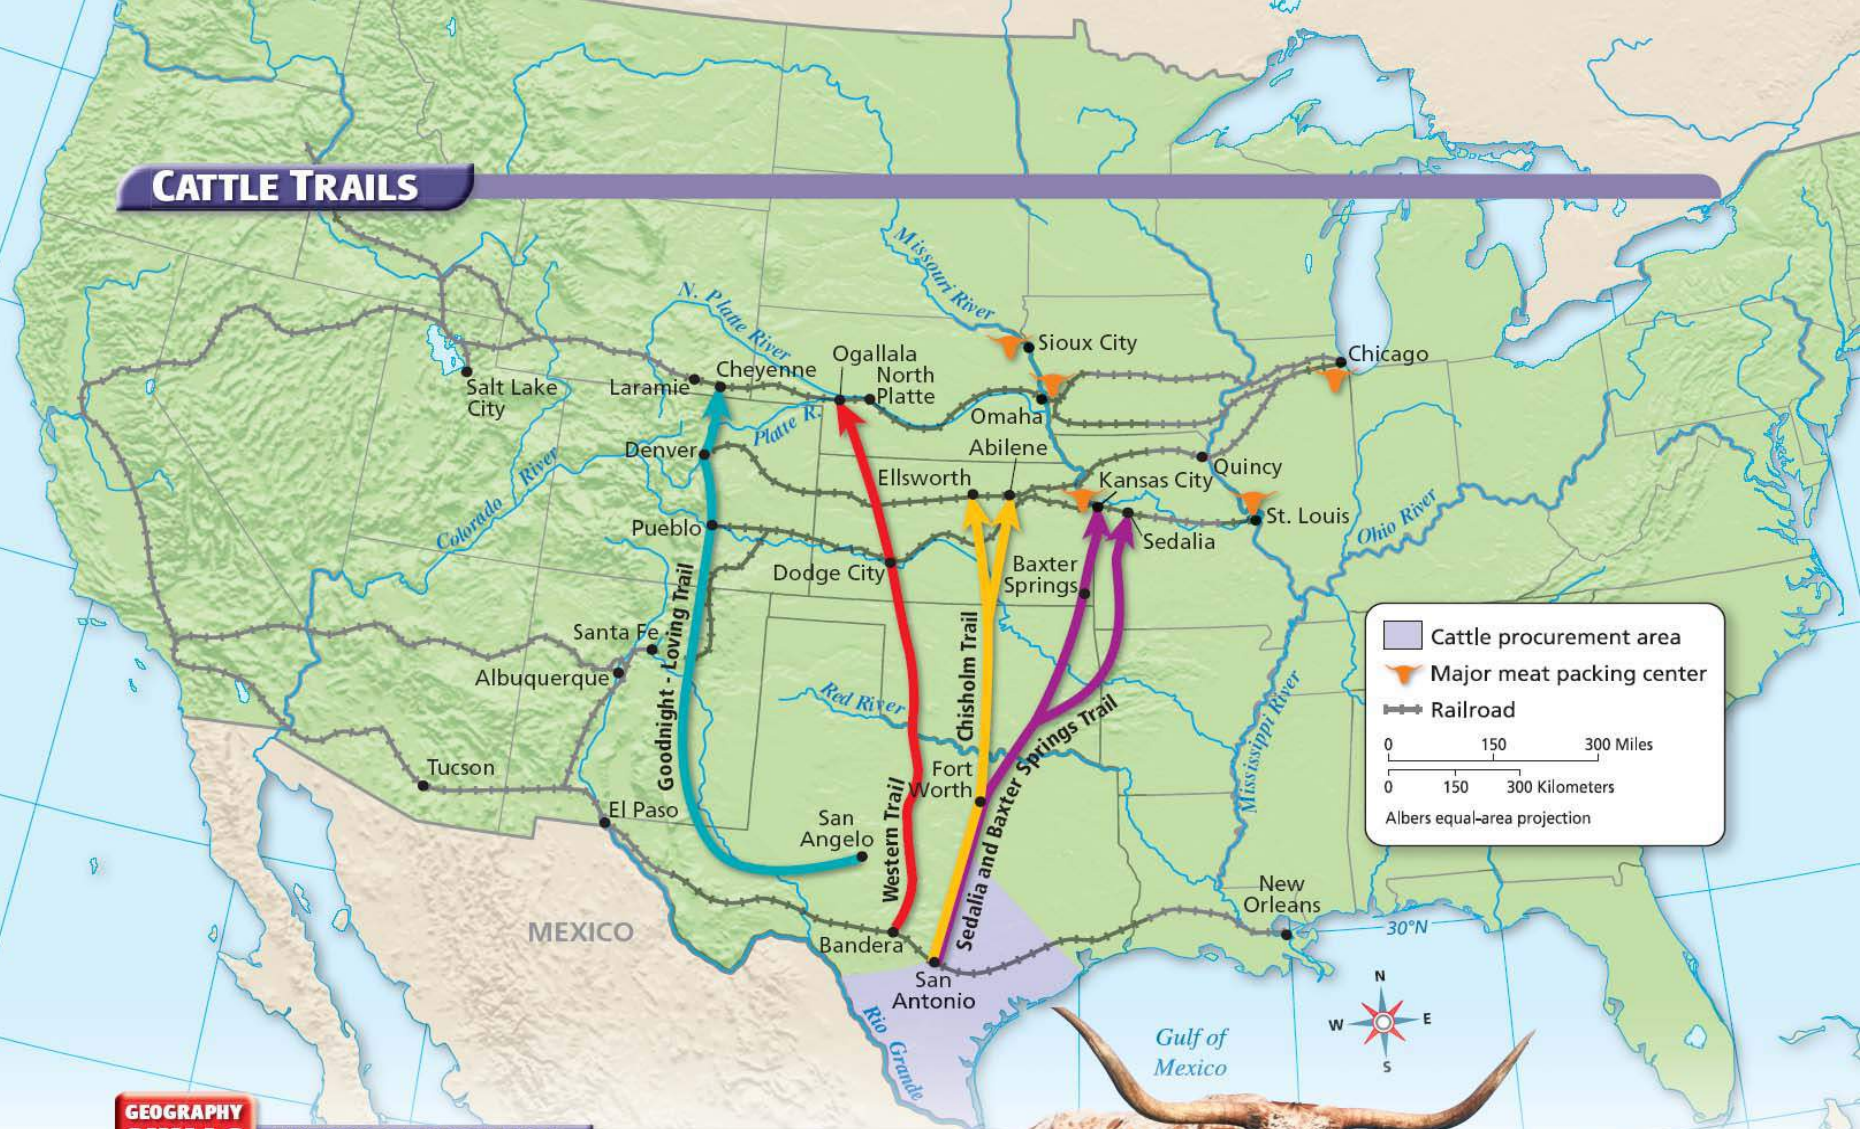 CATTLE TRAILS
Missouri River
N. Platte River
Sioux City
Ogallala
Chicago
Cheyenne
North
Platte
Laramie
Salt Lake
City
Omaha
Platte R.
Abilene
Denver
Quincy
Ellsworth
Kansas City
Colorado River
St. Louis
Ohio River
Pueblo
Sedalia
Baxter
Springs
Dodge City
Goodnight - Loving Trail
Chisholm Trail
Santa Fe
Albuquerque
Red River
Mississippi River
Sedalia and Baxter Springs Trail
Western Trail
Tucson
Fort
Worth
El Paso
San
Angelo
New
Orleans
MEXICO
Bandera
30°N
San
Antonio
Rio Grande
Gulf of
Mexico
Cattle procurement area
Major meat packing center
Railroad
0 150 300 Miles
0 150 300 Kilometers
Albers equal-area projection
N
W E
S
GEOGRAPHY